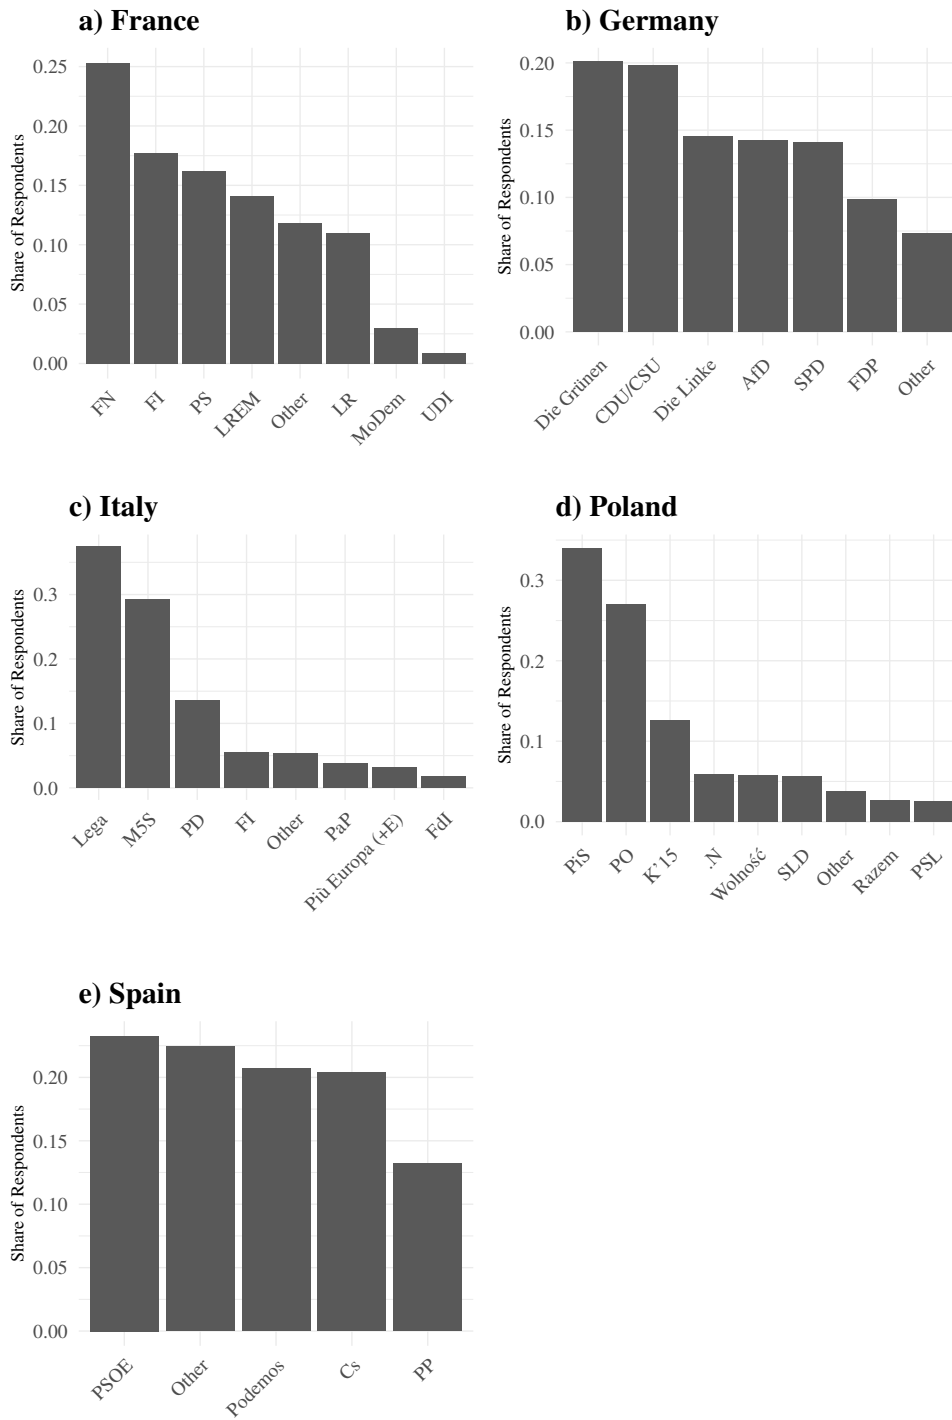 a) France
Share of Respondents
0.25
0.20
0.15
0.10
0.05
0.00
FN
FI
PS
LREM
Other
LR
MoDem
UDI
b) Germany
Share of Respondents
0.20
0.15
0.10
0.05
0.00
Die Grünen
CDU/CSU
Die Linke
AfD
SPD
FDP
Other
c) Italy
Share of Respondents
0.3
0.2
0.1
0.0
Lega
M5S
PD
FI
Other
PaP
Più Europa (+E)
FdI
d) Poland
Share of Respondents
0.3
0.2
0.1
0.0
PiS
PO
K'15
.N
Wolność
SLD
Other
Razem
PSL
e) Spain
Share of Respondents
0.20
0.15
0.10
0.05
0.00
PSOE
Other
Podemos
Cs
PP